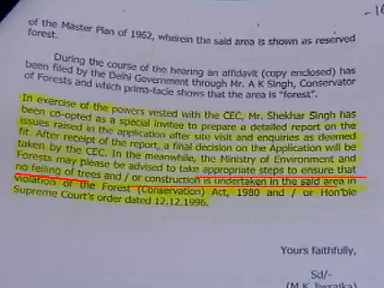 - 16
of the Master Plan of 1962, wherein the said area is shown as reserved
forest.
During the course of the hearing an affidavit (copy enclosed) has
been filed by the Delhi Government through Mr. A K Singh, Conservator
of Forests and which prima-facie shows that the area is "forest".
In exercise of the powers vested with the CEC, Mr. Shekhar Singh has
been co-opted as a special invitee to prepare a detailed report on the
issues raised in the application after site visit and enquiries as deemed
fit. After receipt of the report, a final decision on the Application will be
taken by the CEC. In the meanwhile, the Ministry of Environment and
Forests may please be advised to take appropriate steps to ensure that
no felling of trees and / or construction is undertaken in the said area in
violation of the Forest (Conservation) Act, 1980 and / or Hon'ble
Supreme Court's order dated 12.12.1996.
Yours faithfully,
Sd/-
(M.K.